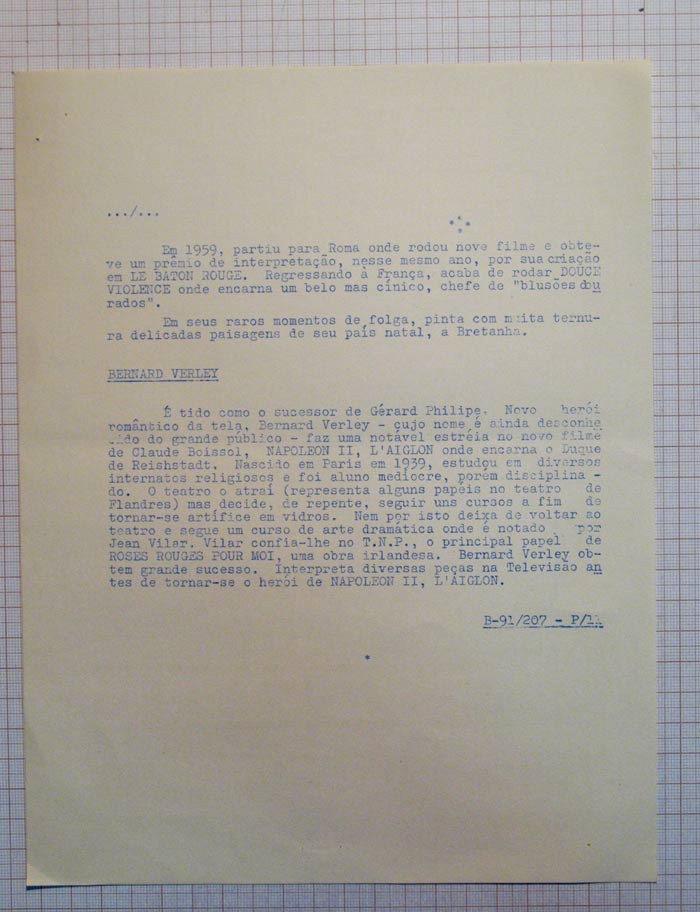 .../...
Em 1959, partiu para Roma onde rodou nove filme e obte-
ve um prêmio de interpretação, nesse mesmo ano, por sua criação
em LE BATON ROUGE. Regressando à França, acaba de rodar DOUCE
VIOLENCE onde encarna um belo mas cínico, chefe de "blusões dou
rados".
Em seus raros momentos de folga, pinta com muita ternu-
ra delicadas paisagens de seu país natal, a Bretanha.
BERNARD VERLEY
É tido como o sucessor de Gérard Philipe. Novo herói
romântico da tela, Bernard Verley - cujo nome é ainda desconhe
cido do grande público - faz uma notável estréia no novo filme
de Claude Boissol, NAPOLEON II, L'AIGLON onde encarna o Duque
de Reichstadt. Nascido em Paris em 1939, estudou em diversos
internatos religiosos e foi aluno medíocre, porém disciplina -
do. O teatro o atraí (representa alguns papéis no teatro de
Flandres) mas decide, de repente, seguir uns cursos a fim de
tornar-se artífice em vidros. Nem por isto deixa de voltar ao
teatro e segue um curso de arte dramática onde é notado por
Jean Vilar. Vilar confia-lhe no T.N.P., o principal papel de
ROSES ROUGES POUR MOI, uma obra irlandesa. Bernard Verley ob-
tem grande sucesso. Interpreta diversas peças na Televisão an
tes de tornar-se o herói de NAPOLEON II, L'AIGLON.
B-91/207 -
*